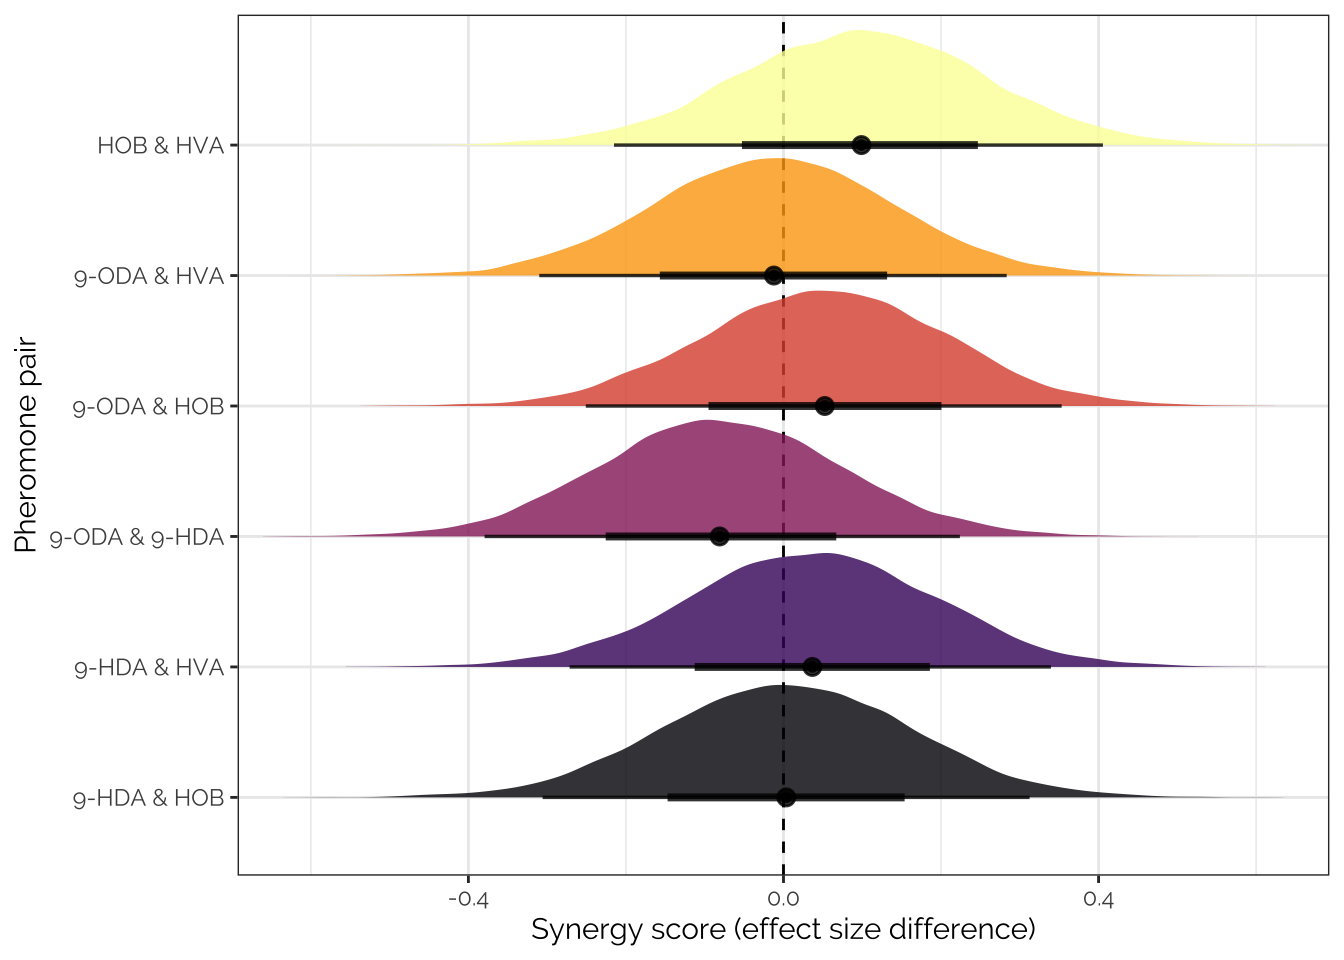 Pheromone pair
HOB & HVA
9-ODA & HVA
9-ODA & HOB
9-ODA & 9-HDA
9-HDA & HVA
9-HDA & HOB
-0.4 0.0 0.4
Synergy score (effect size difference)